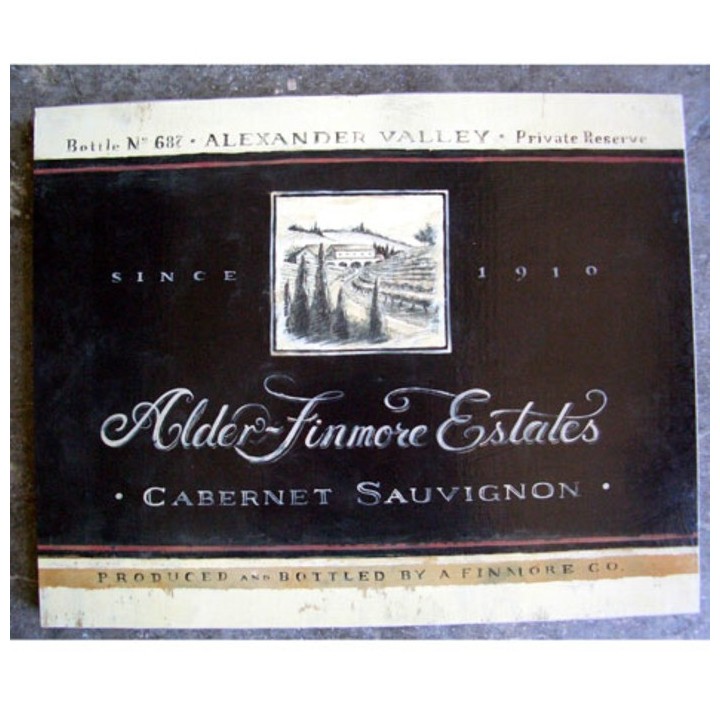 Bottle Nº 687 • ALEXANDER VALLEY • Private Reserve
SINCE 1910
Alder-Finmore Estates
• CABERNET SAUVIGNON •
PRODUCED AND BOTTLED BY A FINMORE CO.